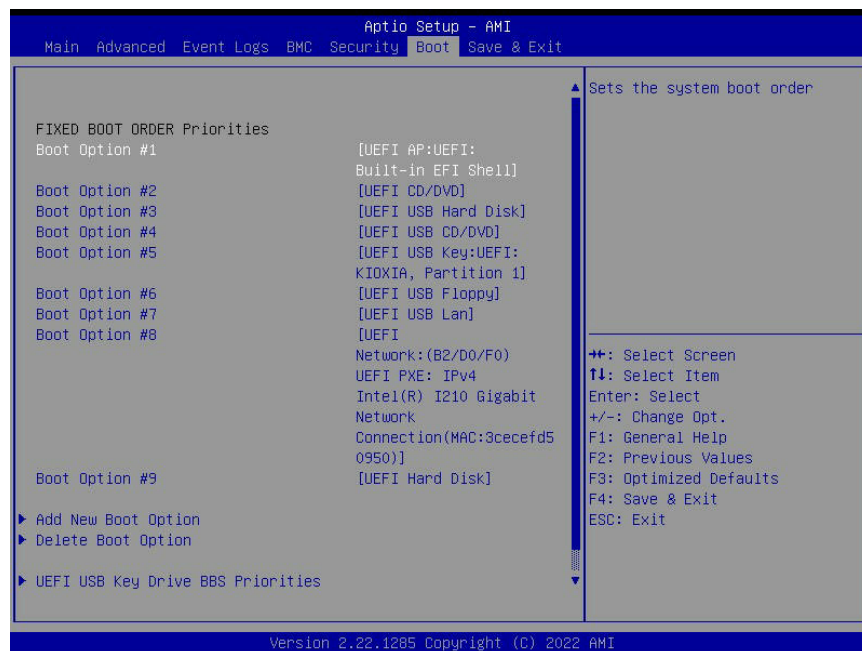 Aptio Setup - AMI
Main Advanced Event Logs BMC Security Boot Save & Exit
Sets the system boot order
FIXED BOOT ORDER Priorities
Boot Option #1 [UEFI AP:UEFI:
Built-in EFI Shell]
Boot Option #2 [UEFI CD/DVD]
Boot Option #3 [UEFI USB Hard Disk]
Boot Option #4 [UEFI USB CD/DVD]
Boot Option #5 [UEFI USB Key:UEFI:
KIOXIA, Partition 1]
Boot Option #6 [UEFI USB Floppy]
Boot Option #7 [UEFI USB Lan]
Boot Option #8 [UEFI
Network:(B2/D0/F0)
UEFI PXE: IPv4
Intel(R) I210 Gigabit
Network
Connection(MAC:3cecefd5
0950)]
Boot Option #9 [UEFI Hard Disk]
Add New Boot Option
Delete Boot Option
UEFI USB Key Drive BBS Priorities
→←: Select Screen
↑↓: Select Item
Enter: Select
+/-: Change Opt.
F1: General Help
F2: Previous Values
F3: Optimized Defaults
F4: Save & Exit
ESC: Exit
Version 2.22.1285 Copyright (C) 2022 AMI